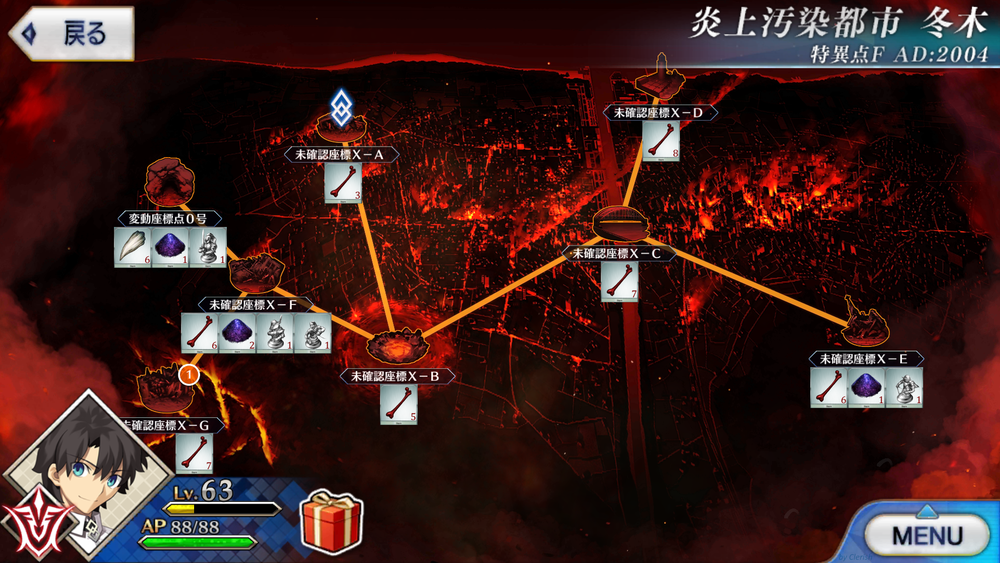 戻る
炎上汚染都市 冬木
特異点F AD:2004
未確認座標X-D
8
未確認座標X-A
3
変動座標点0号
6 1 1
未確認座標X-C
7
未確認座標X-F
6 2 1 1
未確認座標X-B
5
未確認座標X-E
6 1 1
1
未確認座標X-G
7
Lv.63
AP 88/88
MENU